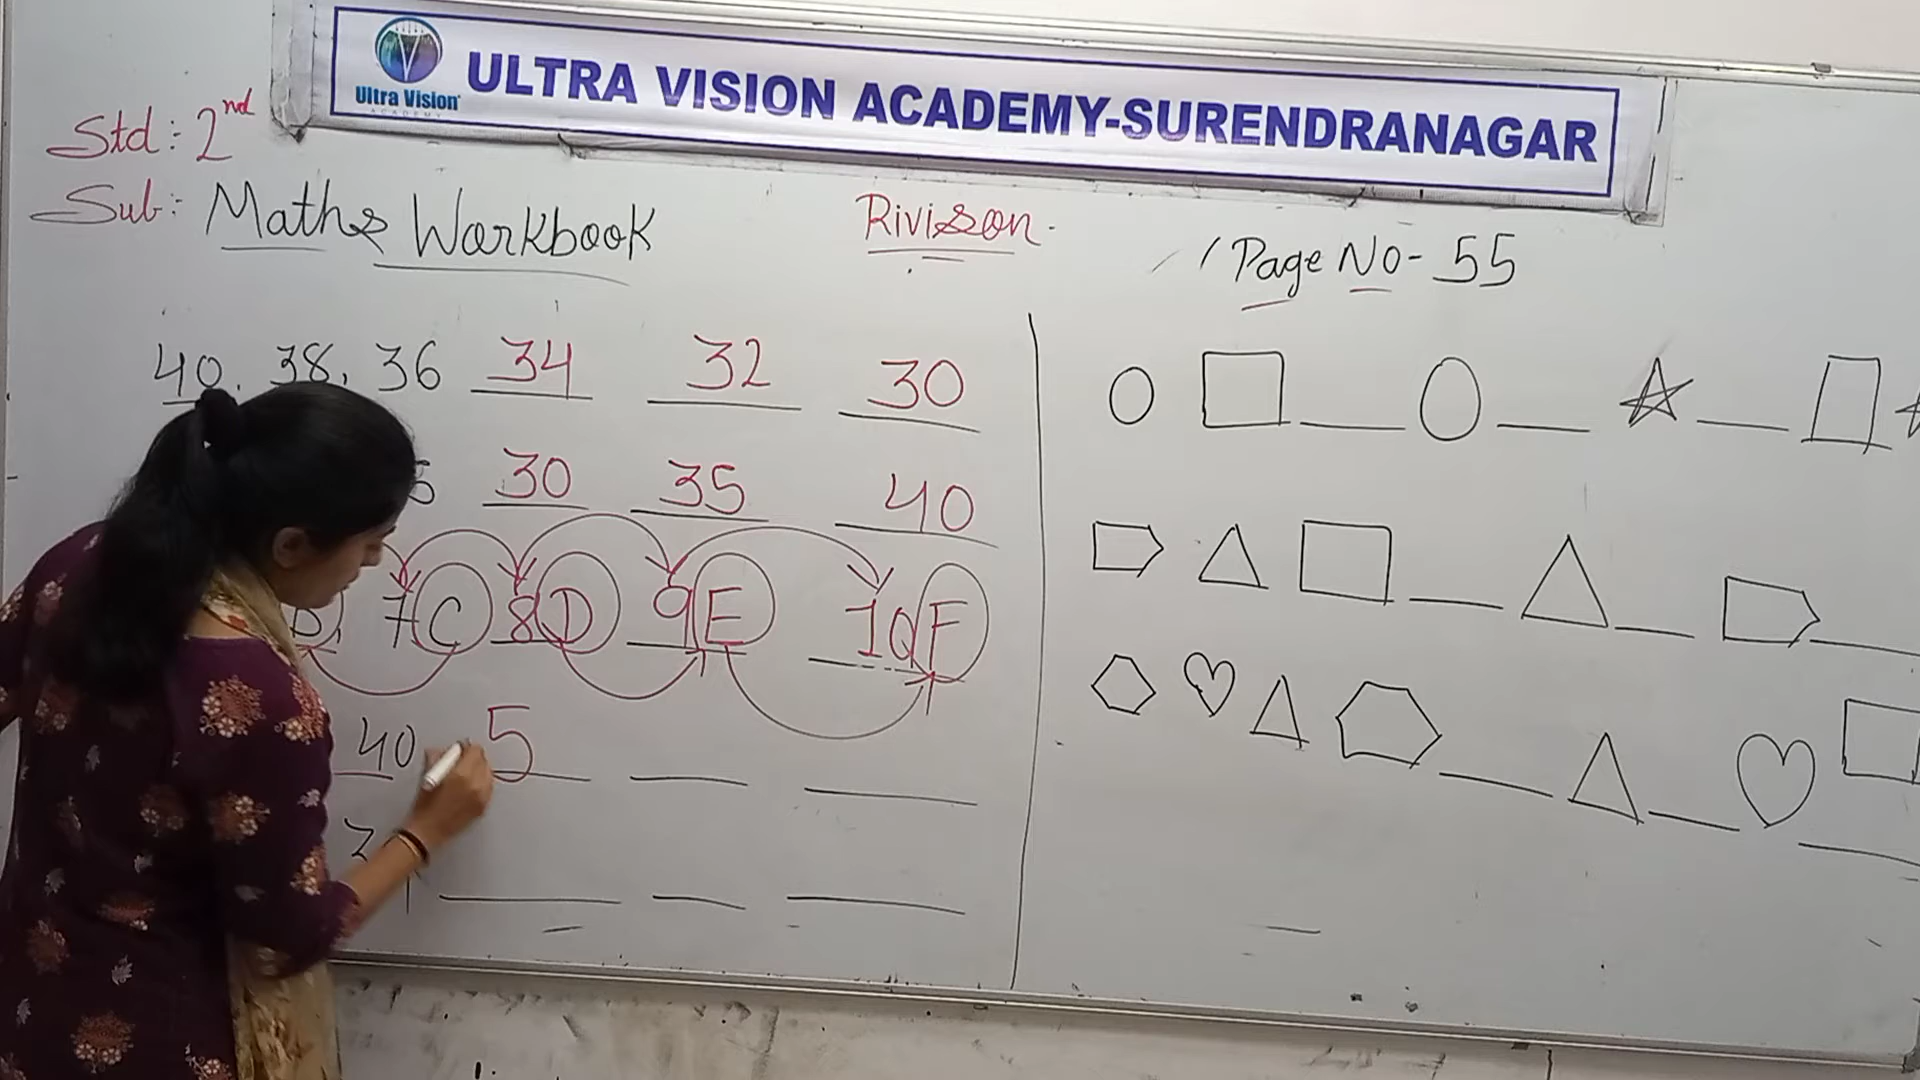 Ultra Vision
ACADEMY
ULTRA VISION ACADEMY-SURENDRANAGAR
Std: 2nd
Sub: Maths Workbook
Rivison.
Page No- 55
40, 38, 36 34 32 30
30 35 40
7C 8D 9E 10F
40 5